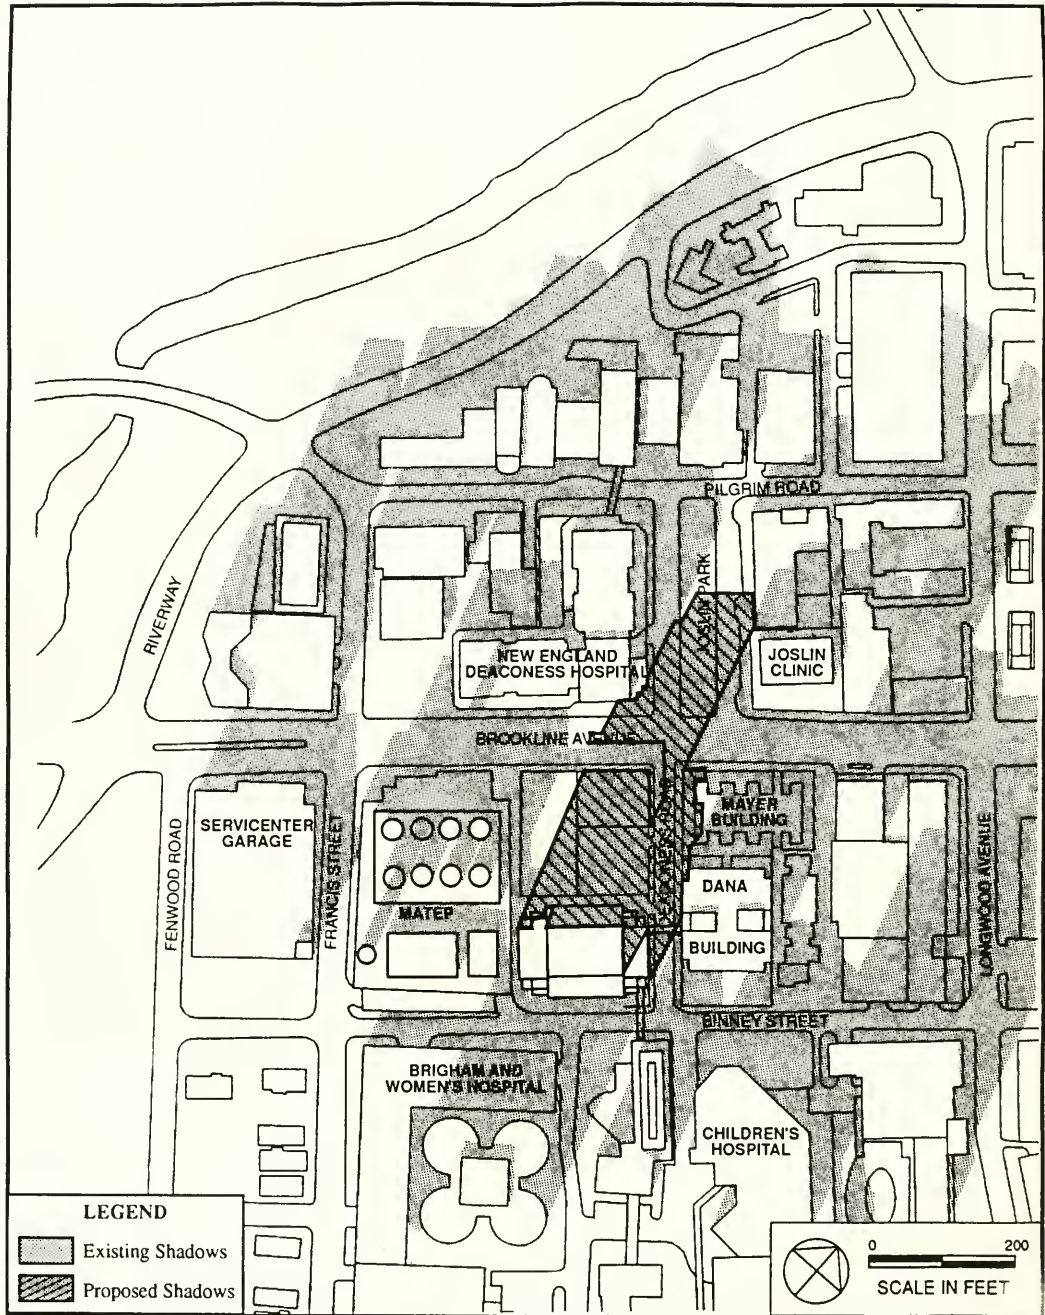 PILGRIM ROAD
JOSLIN PARK
RIVERWAY
NEW ENGLAND
DEACONESS HOSPITAL
JOSLIN
CLINIC
BROOKLINE AVENUE
MAYER
BUILDING
DEACONESS ROAD
SERVICENTER
GARAGE
FENWOOD ROAD
FRANCIS STREET
MATEP
DANA
BUILDING
LONGWOOD AVENUE
BINNEY STREET
BRIGHAM AND
WOMEN'S HOSPITAL
CHILDREN'S
HOSPITAL
LEGEND
Existing Shadows
Proposed Shadows
0 200
SCALE IN FEET